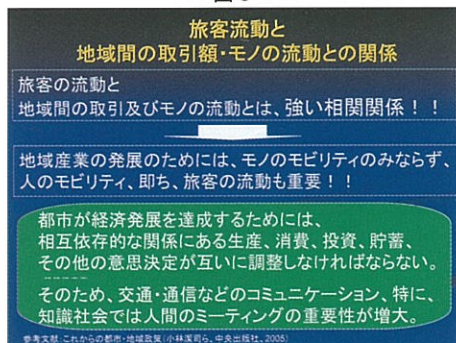 旅客流動と
地域間の取引額・モノの流動との関係
旅客の流動と
地域間の取引及びモノの流動とは、強い相関関係！！
地域産業の発展のためには、モノのモビリティのみならず、
人のモビリティ、即ち、旅客の流動も重要！！
都市が経済発展を達成するためには、
相互依存的な関係にある生産、消費、投資、貯蓄、
その他の意思決定が互いに調整しなければならない。
そのため、交通・通信などのコミュニケーション、特に、
知識社会では人間のミーティングの重要性が増大。
参考文献:これからの都市・地域政策(小林潔司ら、中央出版社、2005)